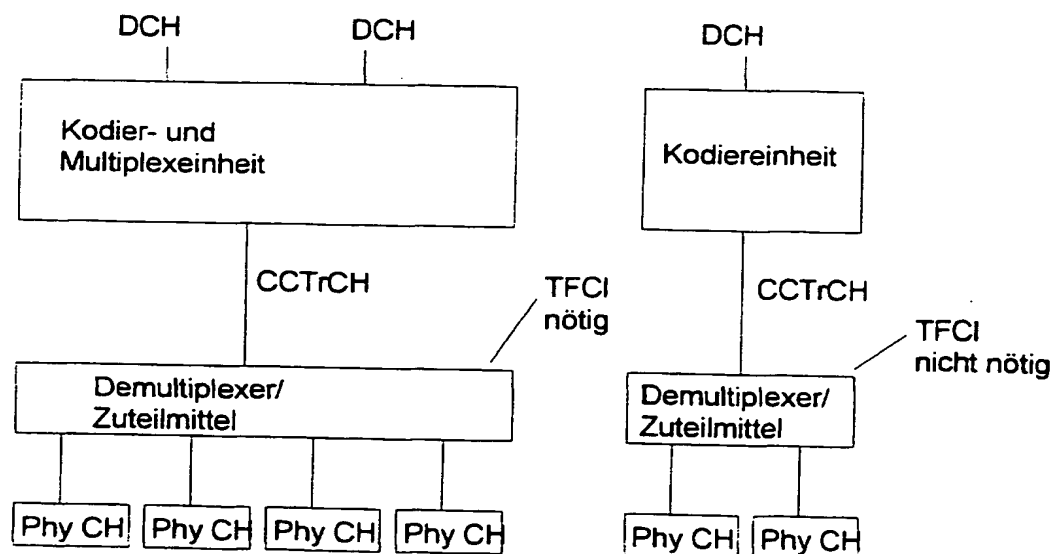 DCH
DCH
Kodier- und
Multiplexeinheit
CCTrCH
TFCI
nötig
Demultiplexer/
Zuteilmittel
Phy CH
Phy CH
Phy CH
Phy CH
DCH
Kodiereinheit
CCTrCH
TFCI
nicht nötig
Demultiplexer/
Zuteilmittel
Phy CH
Phy CH